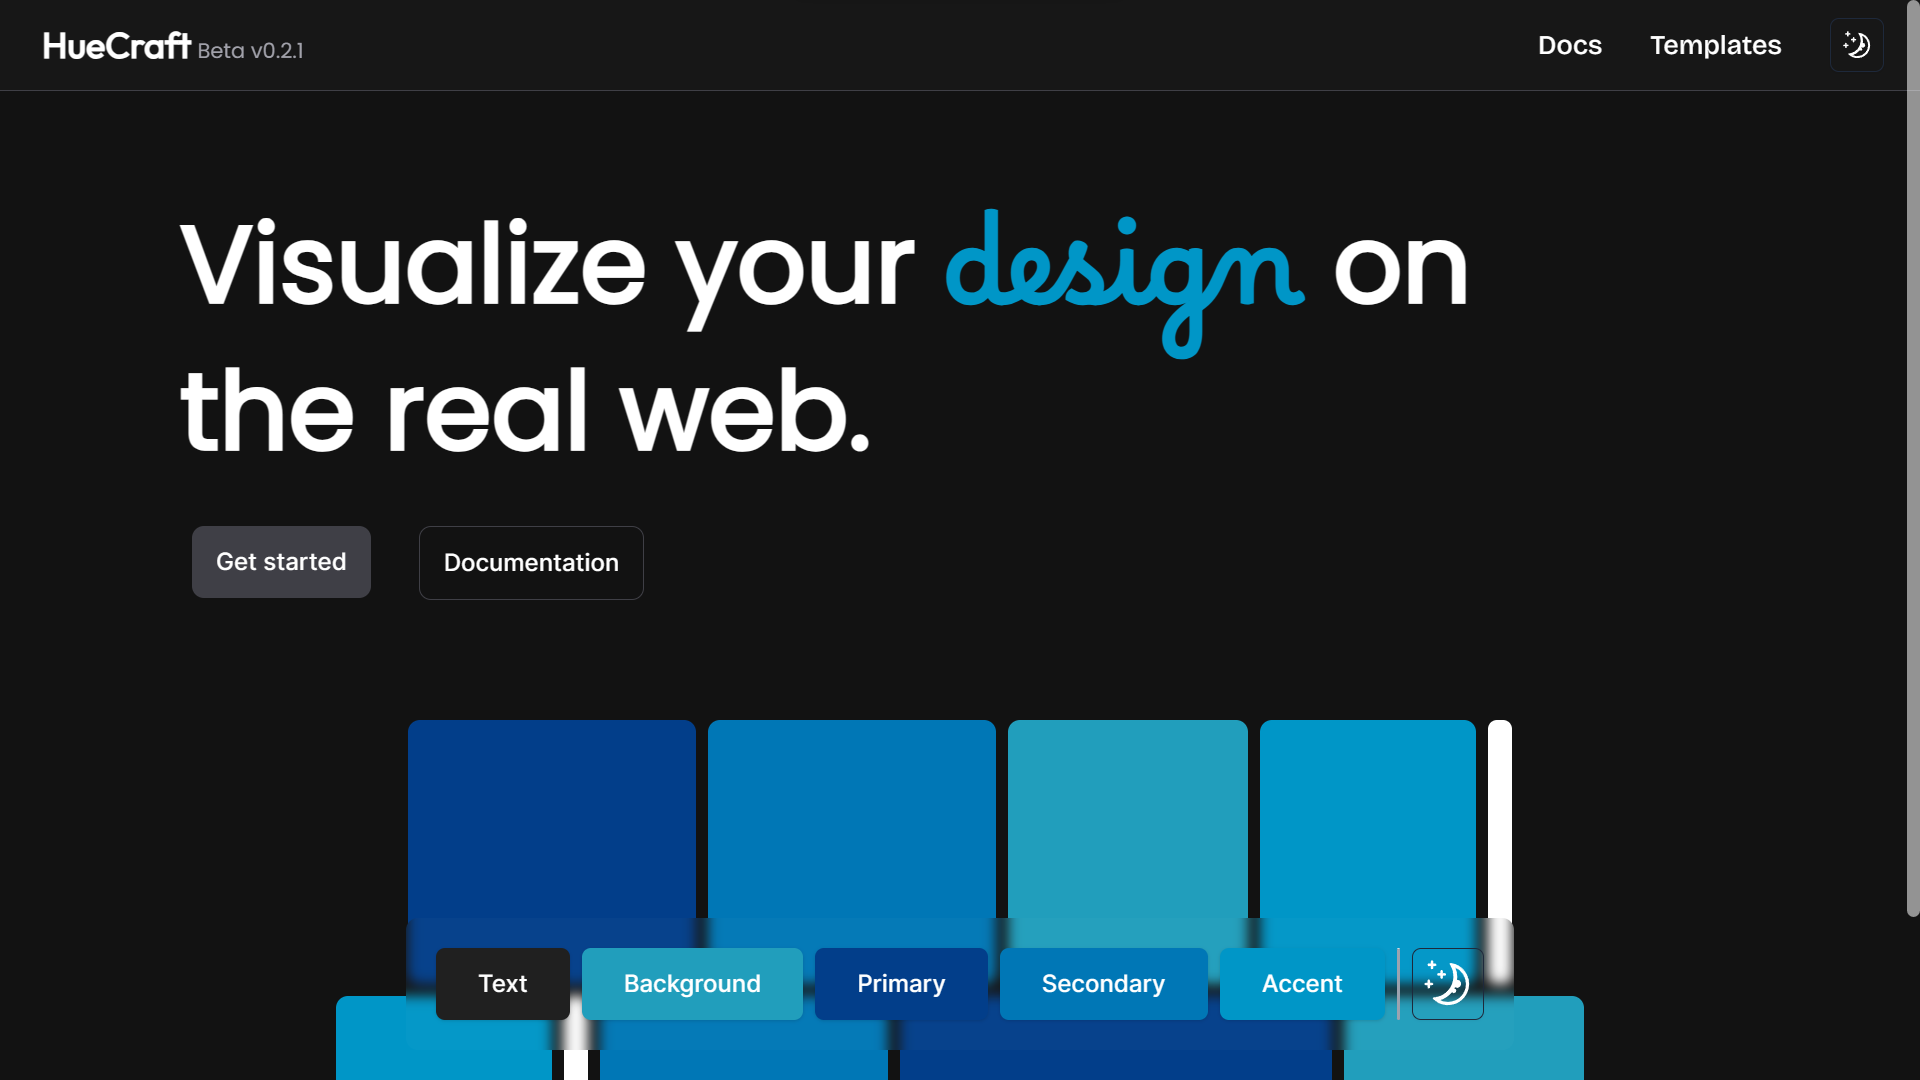 HueCraft Beta v0.2.1
Docs
Templates
Visualize your design on
the real web.
Get started
Documentation
Text
Background
Primary
Secondary
Accent